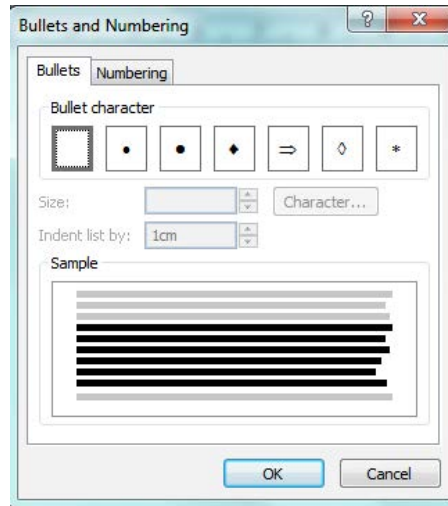 Bullets and Numbering
Bullets Numbering
Bullet character
• • ◆ ⇒ ◊ *
Size: Character...
Indent list by: 1cm
Sample
OK Cancel